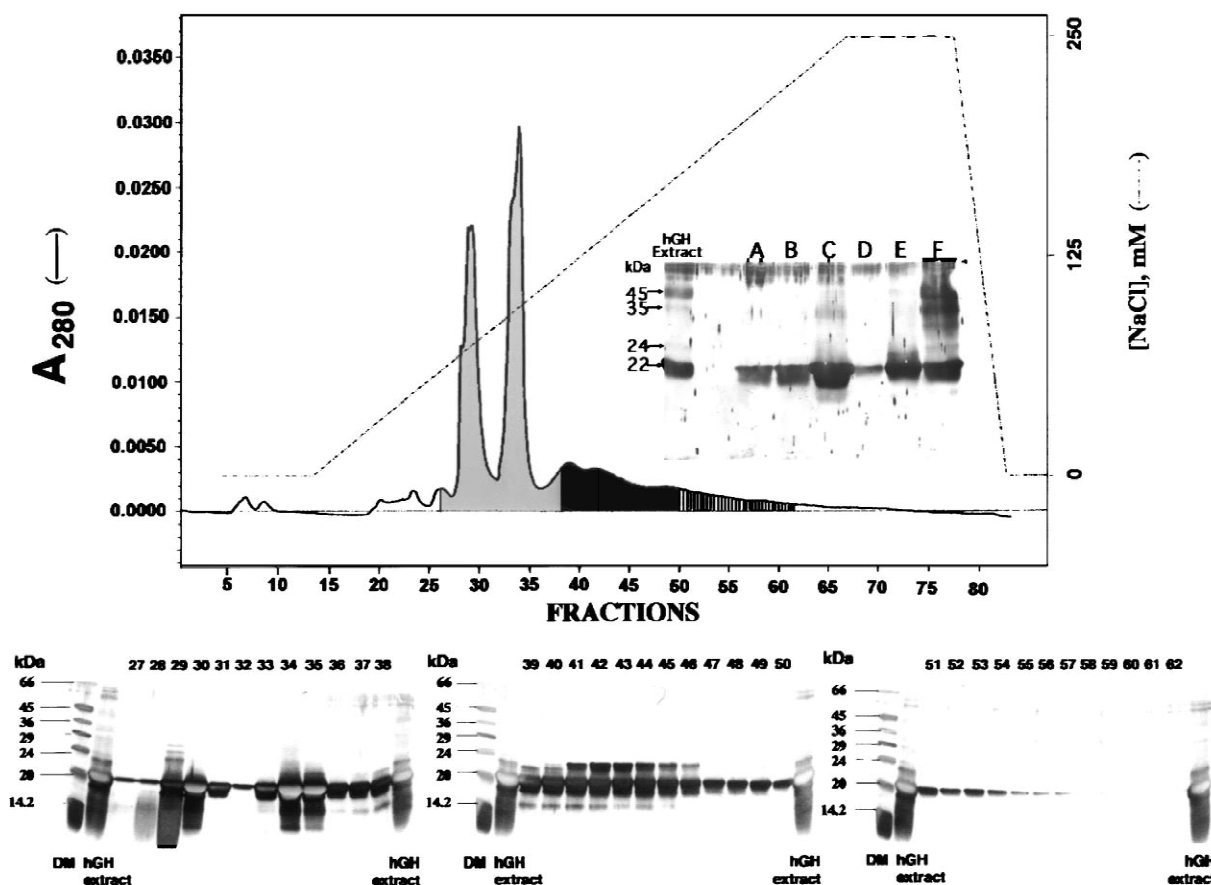 0.0350
0.0300
0.0250
0.0220
0.0150
0.0100
0.0050
0.0000
A280 (—)
250
125
0
[NaCl], mM (.....)
hGH
Extract
kDa
A B C D E F
45
35
24
22
5 10 15 20 25 30 35 40 45 50 55 60 65 70 75 80
FRACTIONS
kDa
27 28 29 30 31 32 33 34 35 36 37 38
66
45
36
29
24
20
14.2
DM hGH extract
hGH extract
kDa
39 40 41 42 43 44 45 46 47 48 49 50
66
45
36
29
24
20
14.2
DM hGH extract
hGH extract
kDa
51 52 53 54 55 56 57 58 59 60 61 62
66
45
36
29
24
20
14.2
DM hGH extract
hGH extract